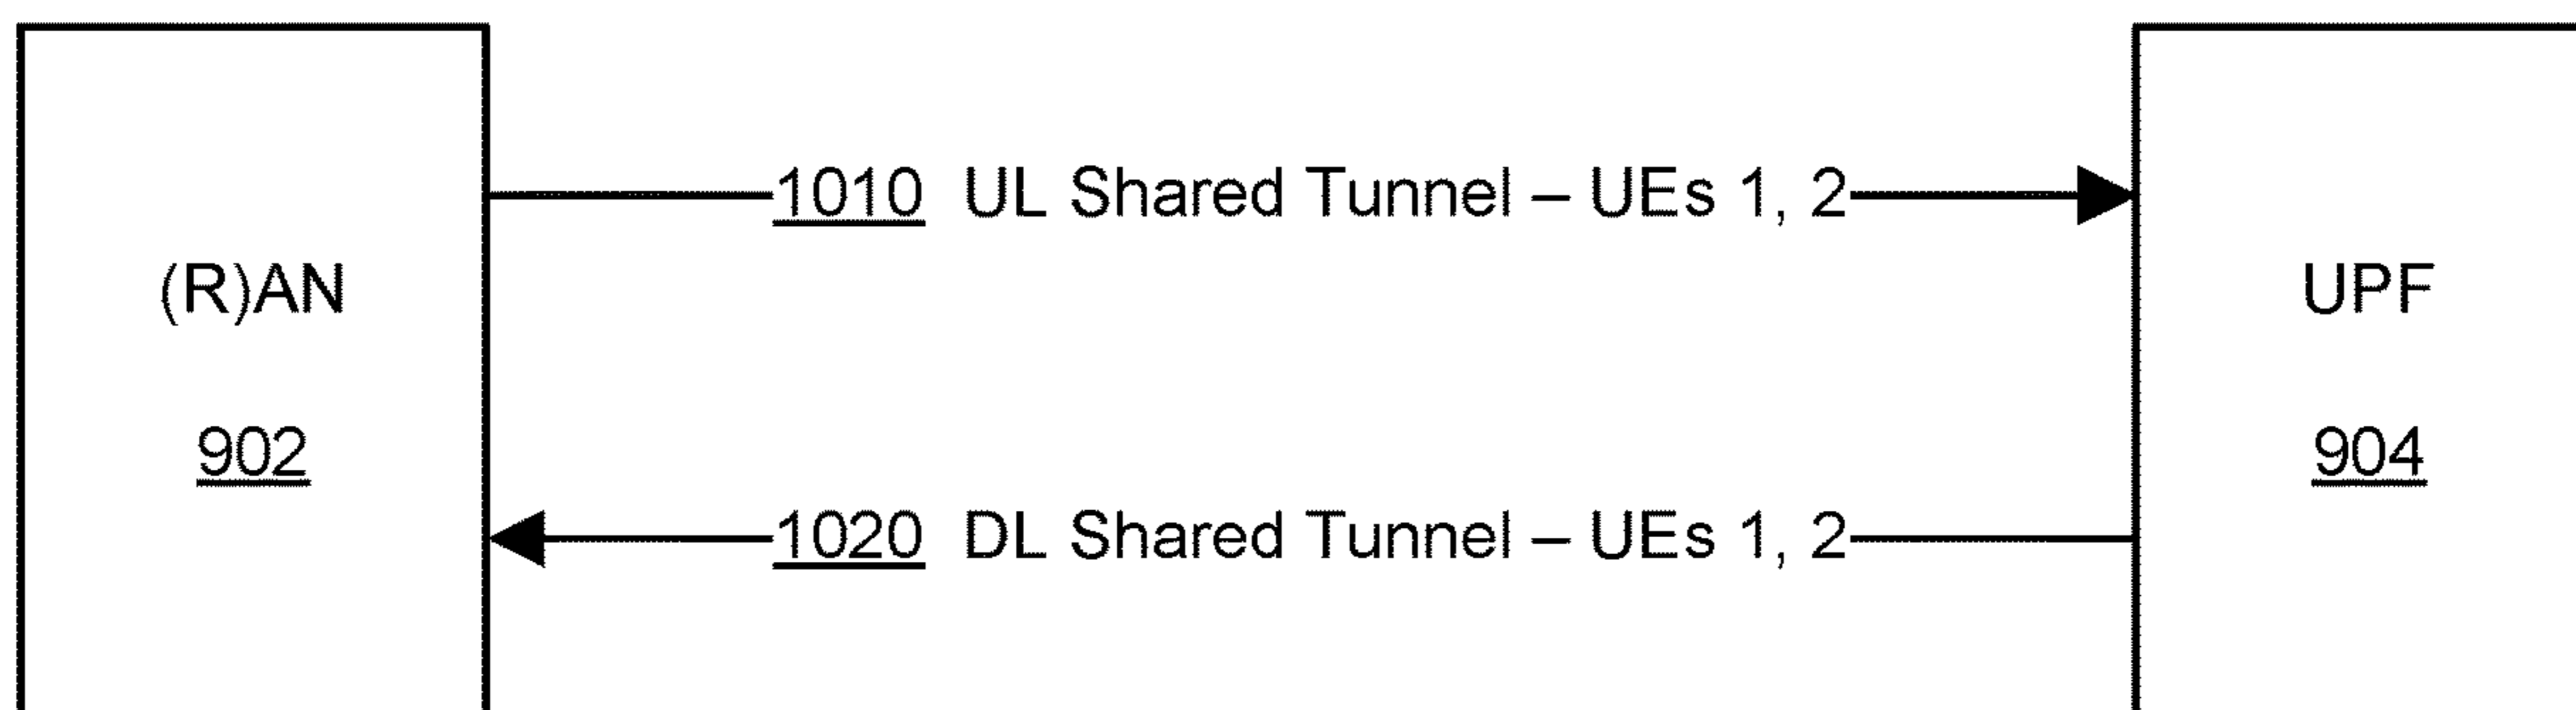 1010 UL Shared Tunnel – UEs 1, 2
(R)AN
UPF
902
904
1020 DL Shared Tunnel – UEs 1, 2